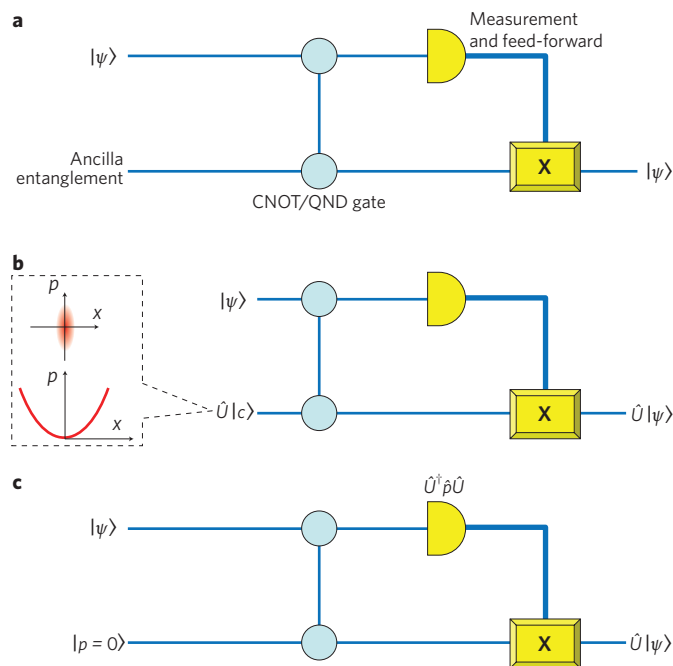 a
Measurement
and feed-forward
|ψ⟩
Ancilla
entanglement
X
|ψ⟩
CNOT/QND gate
b
p
x
|ψ⟩
p
x
Û|c⟩
X
Û|ψ⟩
c
Û†p̂Û
|ψ⟩
|p = 0⟩
X
Û|ψ⟩